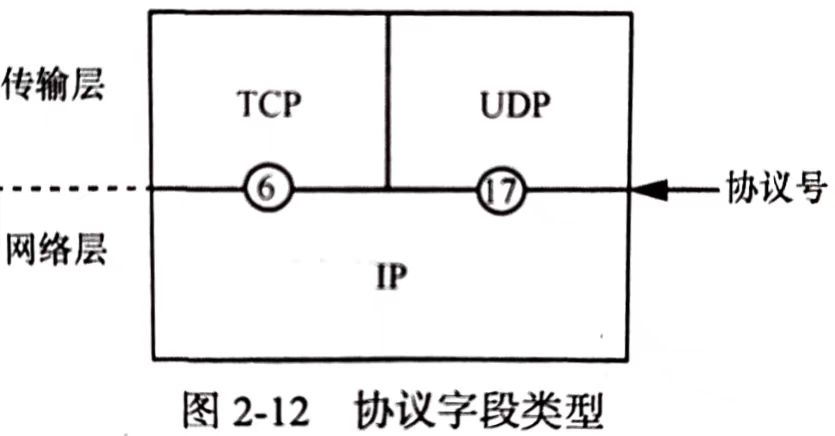 传输层
TCP
UDP
6
17
协议号
网络层
IP
图 2-12 协议字段类型